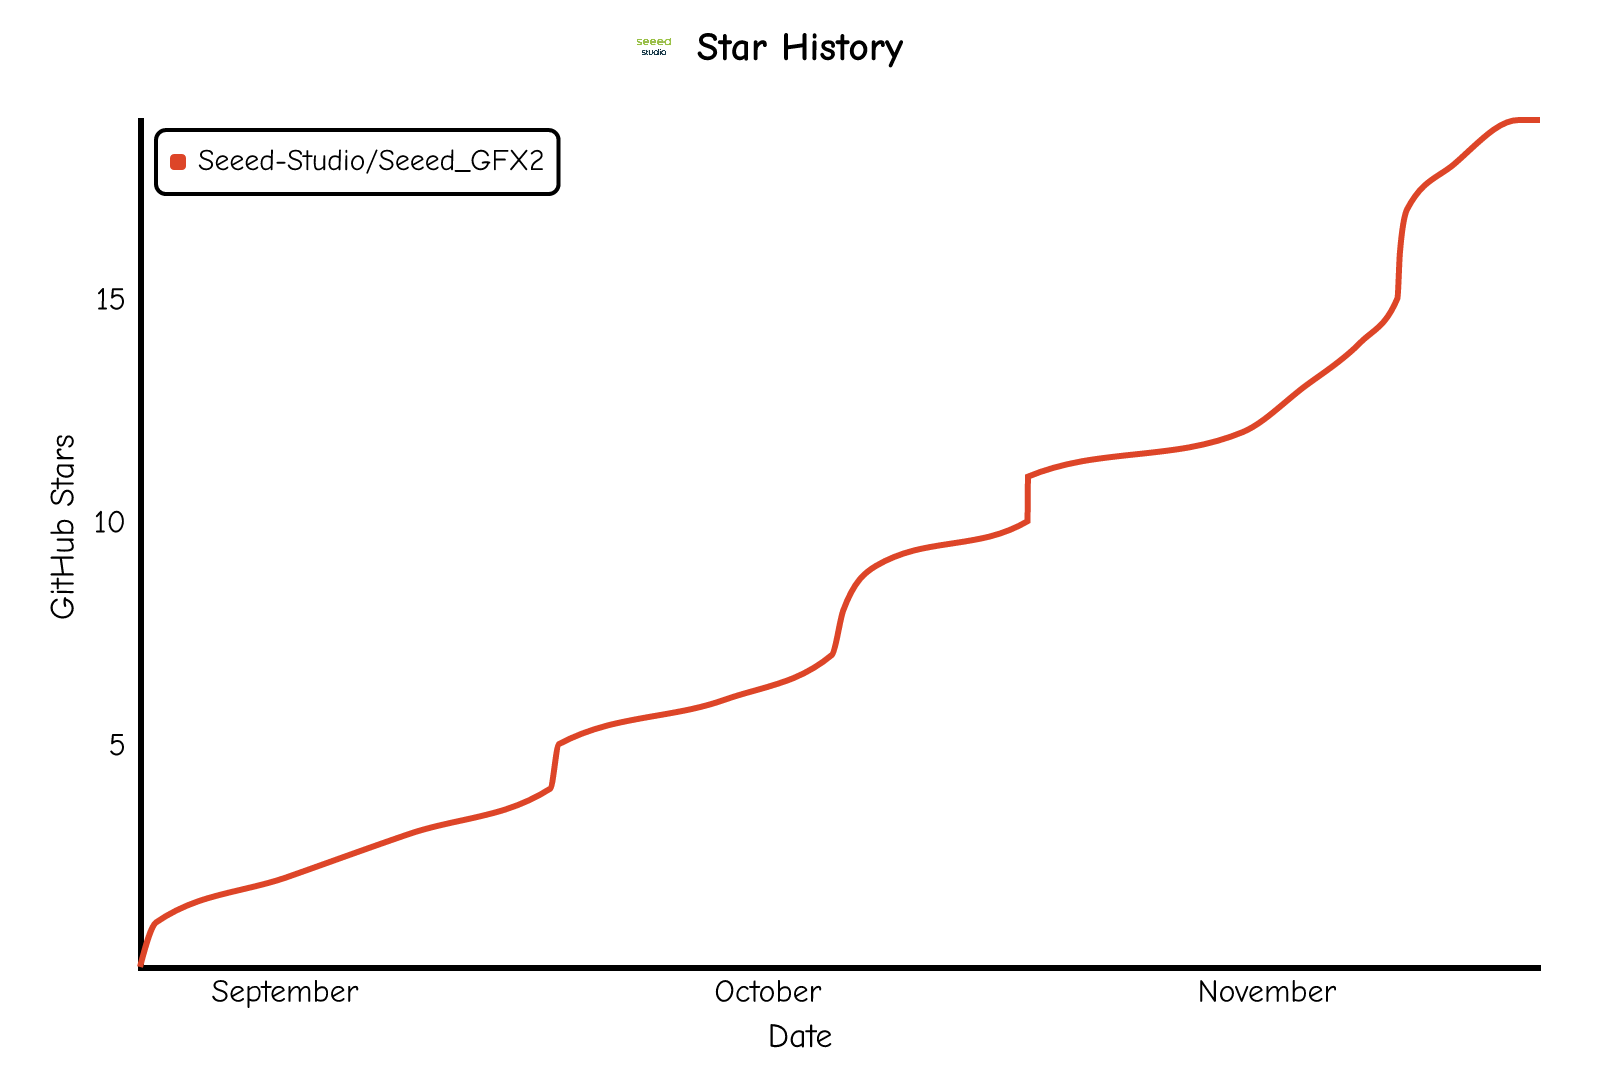 seeed
studio
Star History
Seeed-Studio/Seeed_GFX2
15
10
5
GitHub Stars
September
October
November
Date